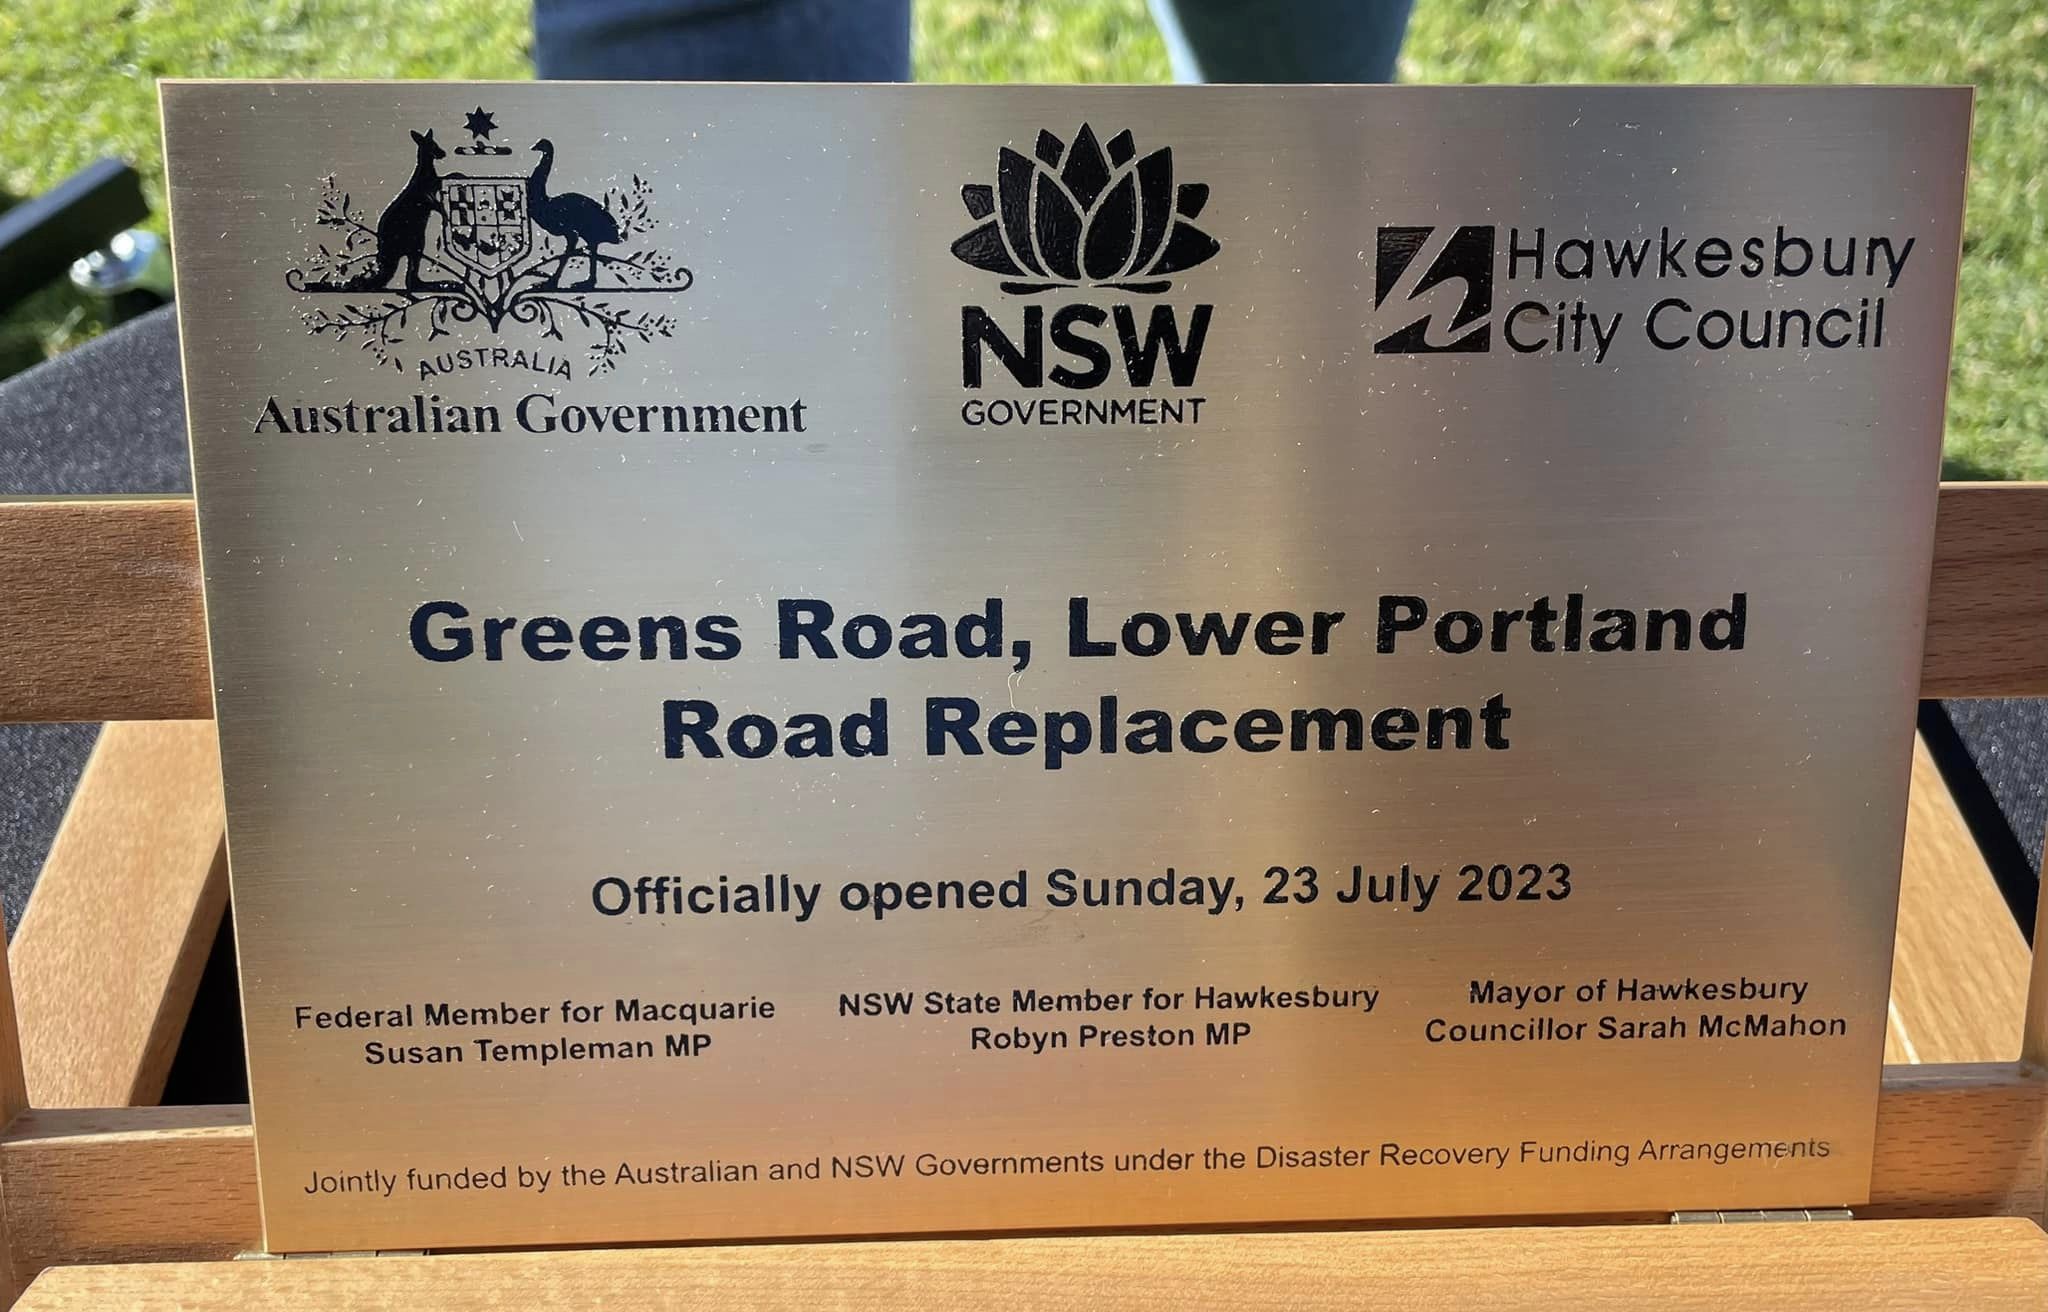 AUSTRALIA
Australian Government
NSW
GOVERNMENT
Hawkesbury
City Council
Greens Road, Lower Portland
Road Replacement
Officially opened Sunday, 23 July 2023
Federal Member for Macquarie
Susan Templeman MP
NSW State Member for Hawkesbury
Robyn Preston MP
Mayor of Hawkesbury
Councillor Sarah McMahon
Jointly funded by the Australian and NSW Governments under the Disaster Recovery Funding Arrangements